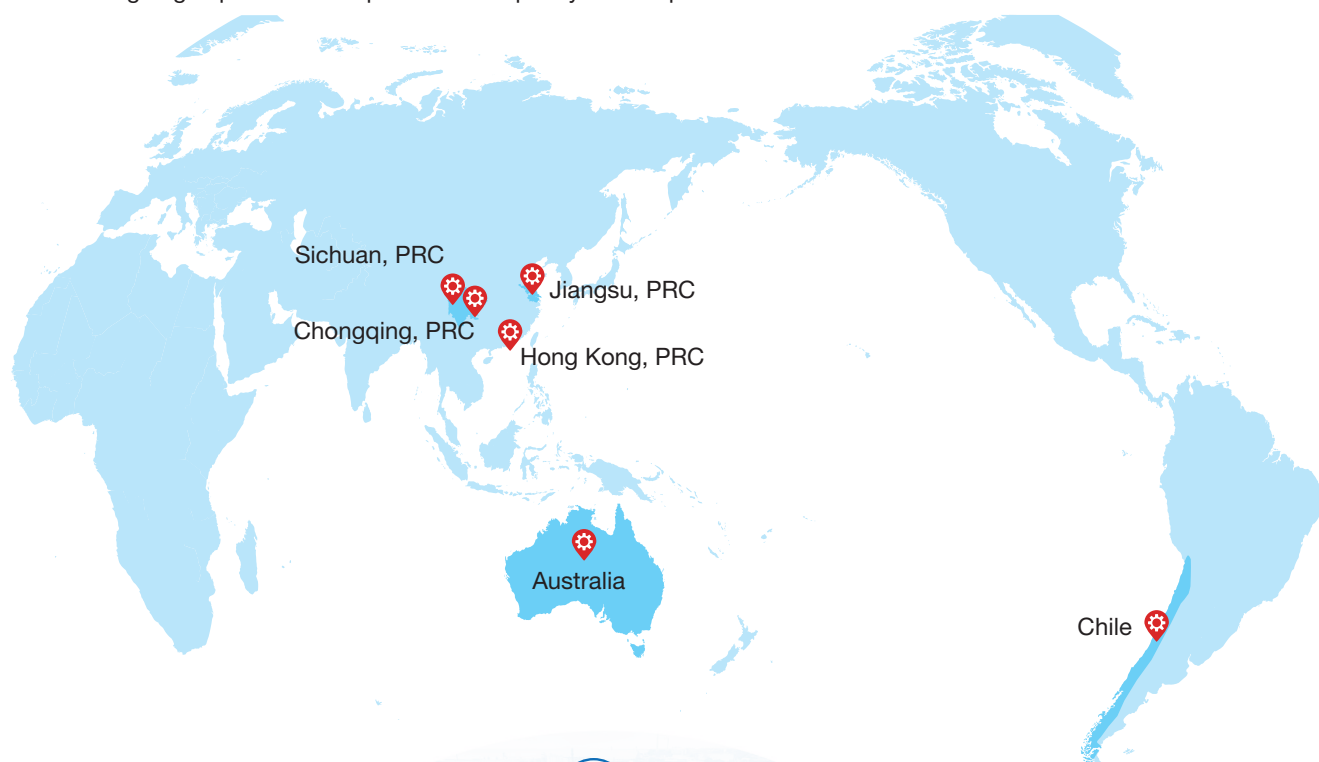 Sichuan, PRC
Jiangsu, PRC
Chongqing, PRC
Hong Kong, PRC
Australia
Chile